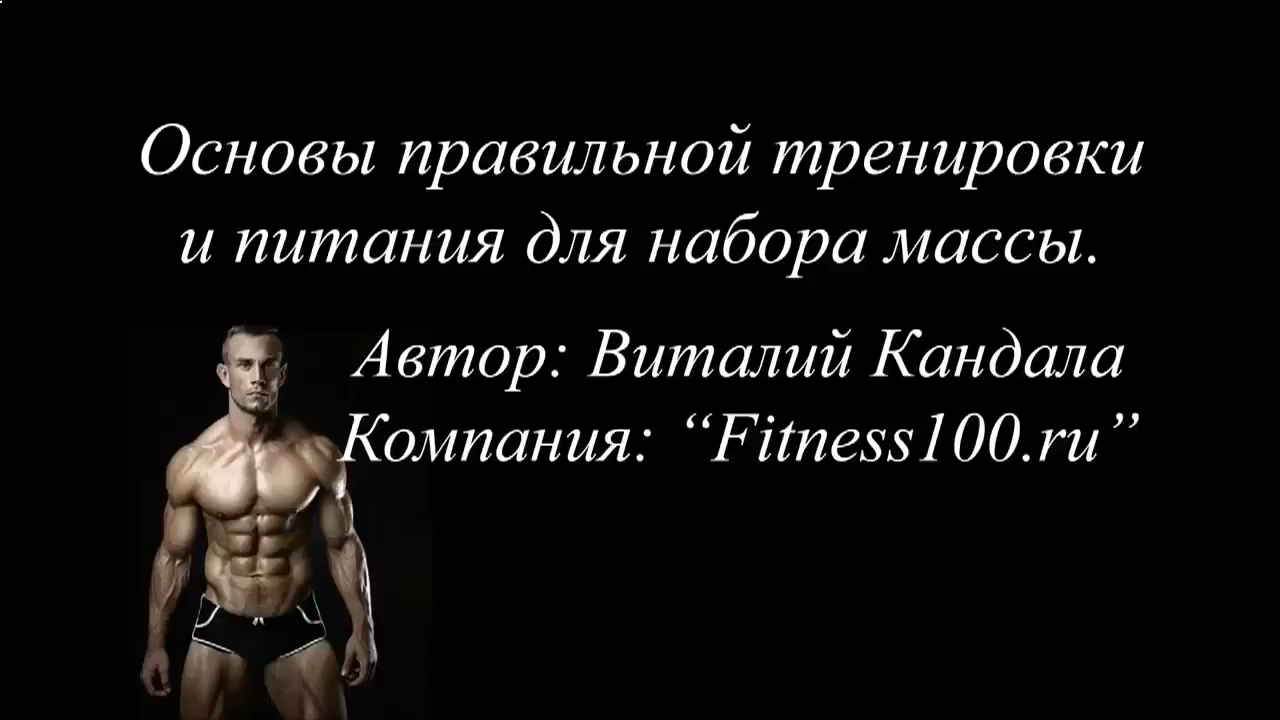 Основы правильной тренировки
и питания для набора массы.
Автор: Виталий Кандала
Компания: “Fitness100.ru”